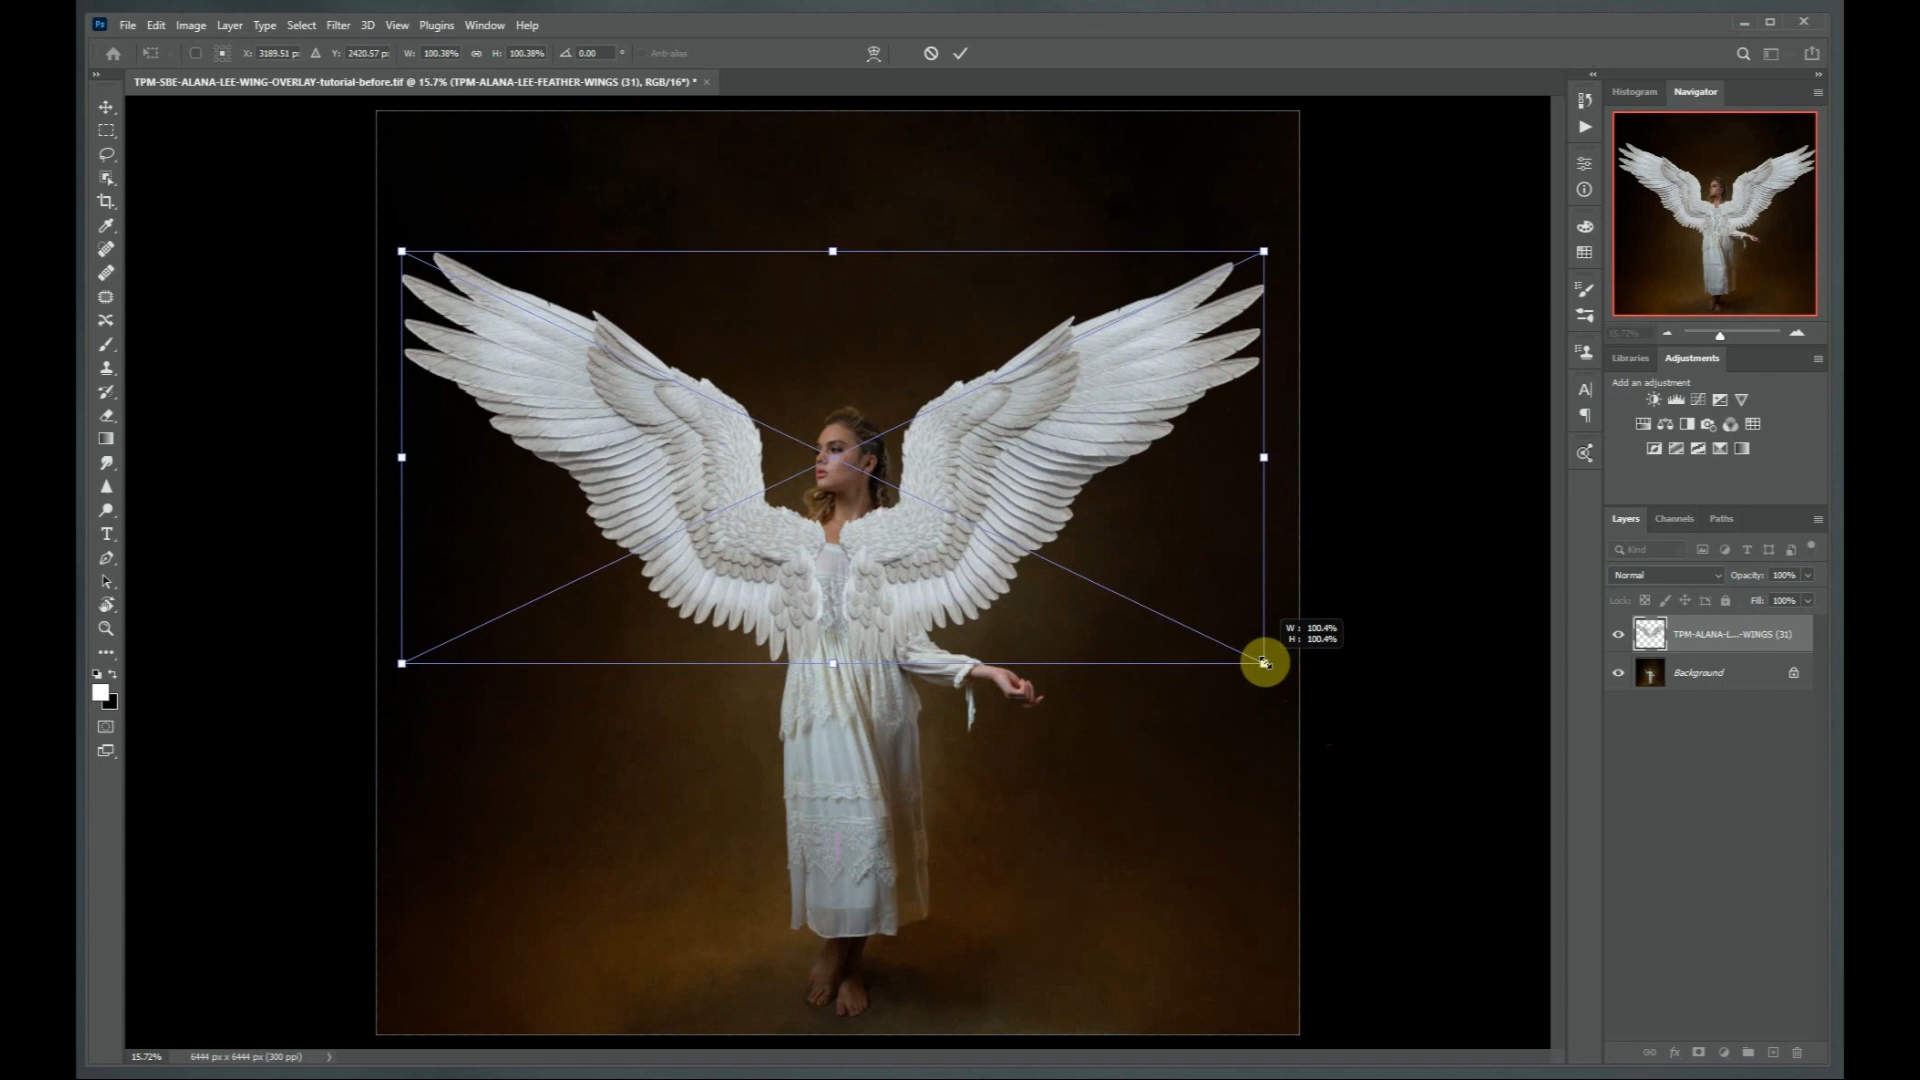 Ps File Edit Image Layer Type Select Filter 3D View Plugins Window Help
X: 3189.51 p Y: 2420.57 p W: 100.38% H: 100.38% 0.00 ° Anti-alias
TPM-SBE-ALANA-LEE-WING-OVERLAY-tutorial-before.tif @ 15.7% (TPM-ALANA-LEE-FEATHER-WINGS (31), RGB/16*) * ×
Histogram Navigator
15.72%
Libraries Adjustments
Add an adjustment
Layers Channels Paths
Kind
Normal Opacity: 100%
Lock: Fill: 100%
W: 100.4%
H: 100.4%
TPM-ALANA-L...-WINGS (31)
Background
15.72% 6444 px x 6444 px (300 ppi)